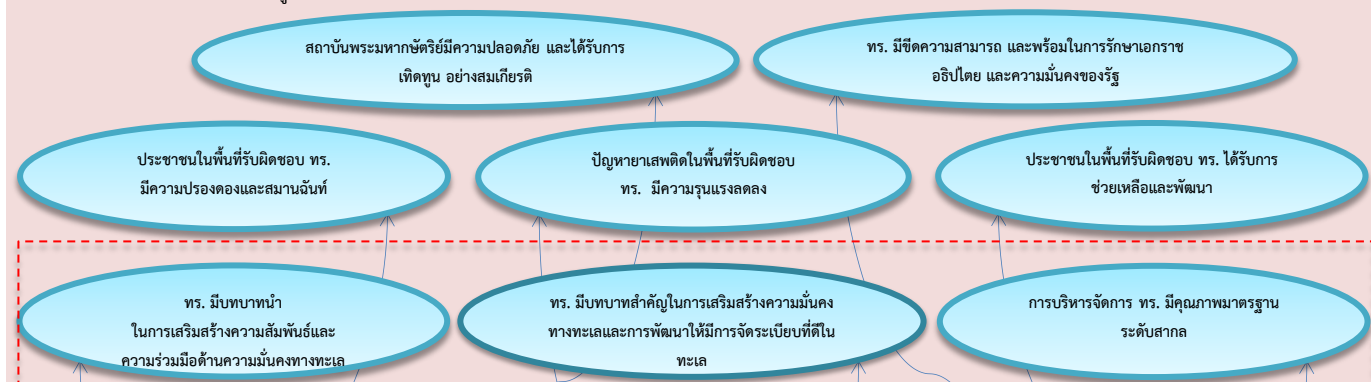 สถาบันพระมหากษัตริย์มีความปลอดภัย และได้รับการ
เทิดทูน อย่างสมเกียรติ
ทร. มีขีดความสามารถ และพร้อมในการรักษาเอกราช
อธิปไตย และความมั่นคงของรัฐ
ประชาชนในพื้นที่รับผิดชอบ ทร.
มีความปรองดองและสมานฉันท์
ปัญหายาเสพติดในพื้นที่รับผิดชอบ
ทร. มีความรุนแรงลดลง
ประชาชนในพื้นที่รับผิดชอบ ทร. ได้รับการ
ช่วยเหลือและพัฒนา
ทร. มีบทบาทนำ
ในการเสริมสร้างความสัมพันธ์และ
ความร่วมมือด้านความมั่นคงทางทะเล
ทร. มีบทบาทสำคัญในการเสริมสร้างความมั่นคง
ทางทะเลและการพัฒนาให้มีการจัดระเบียบที่ดีใน
ทะเล
การบริหารจัดการ ทร. มีคุณภาพมาตรฐาน
ระดับสากล